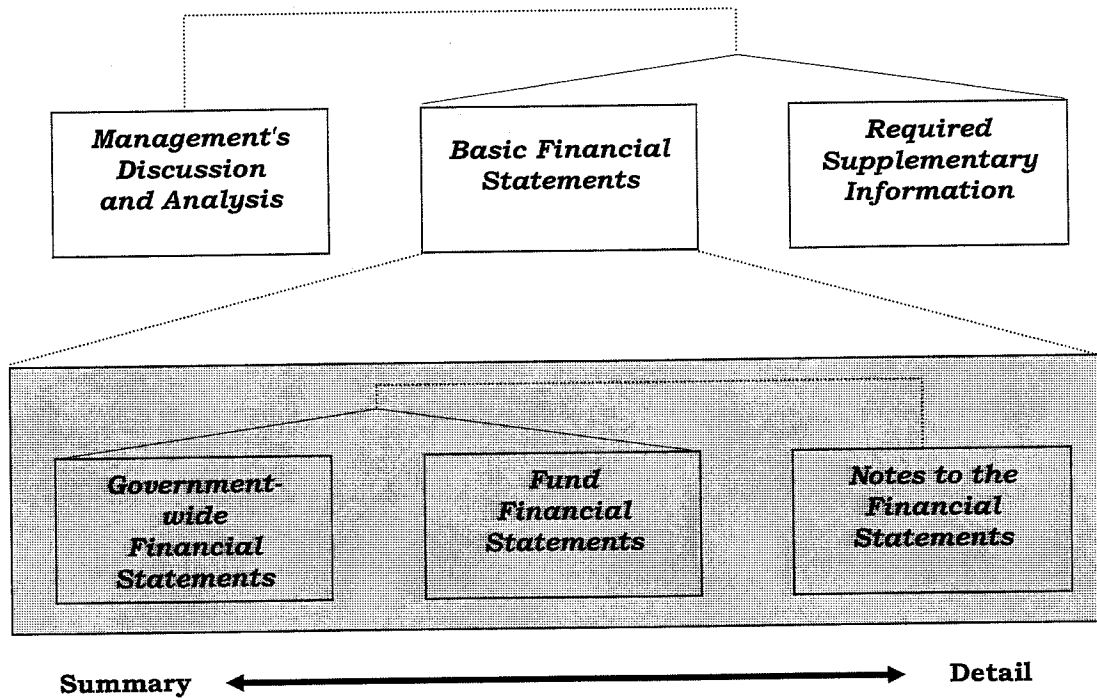 Management's
Discussion
and Analysis
Basic Financial
Statements
Required
Supplementary
Information
Government-
wide
Financial
Statements
Fund
Financial
Statements
Notes to the
Financial
Statements
Summary
Detail